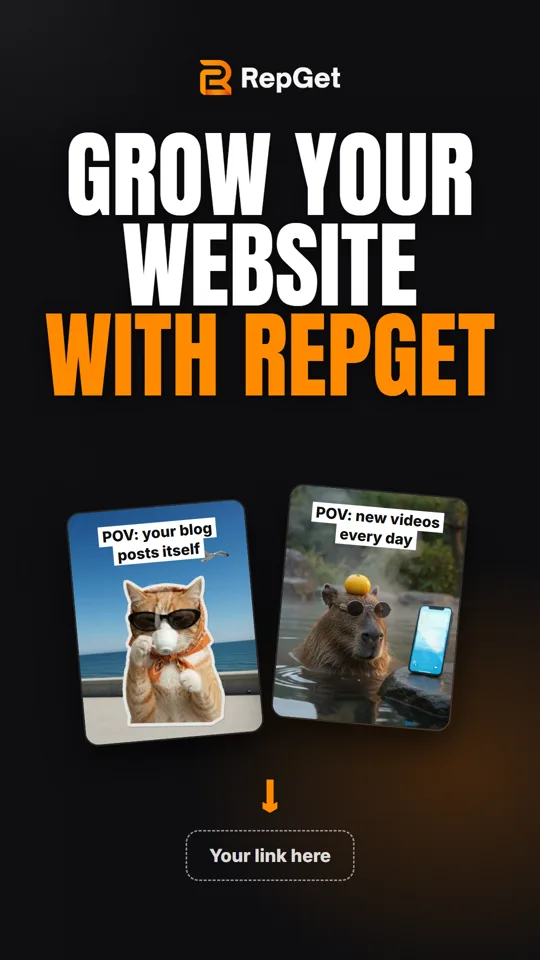 RepGet
GROW YOUR
WEBSITE
WITH REPGET
POV: your blog
posts itself
POV: new videos
every day
Your link here